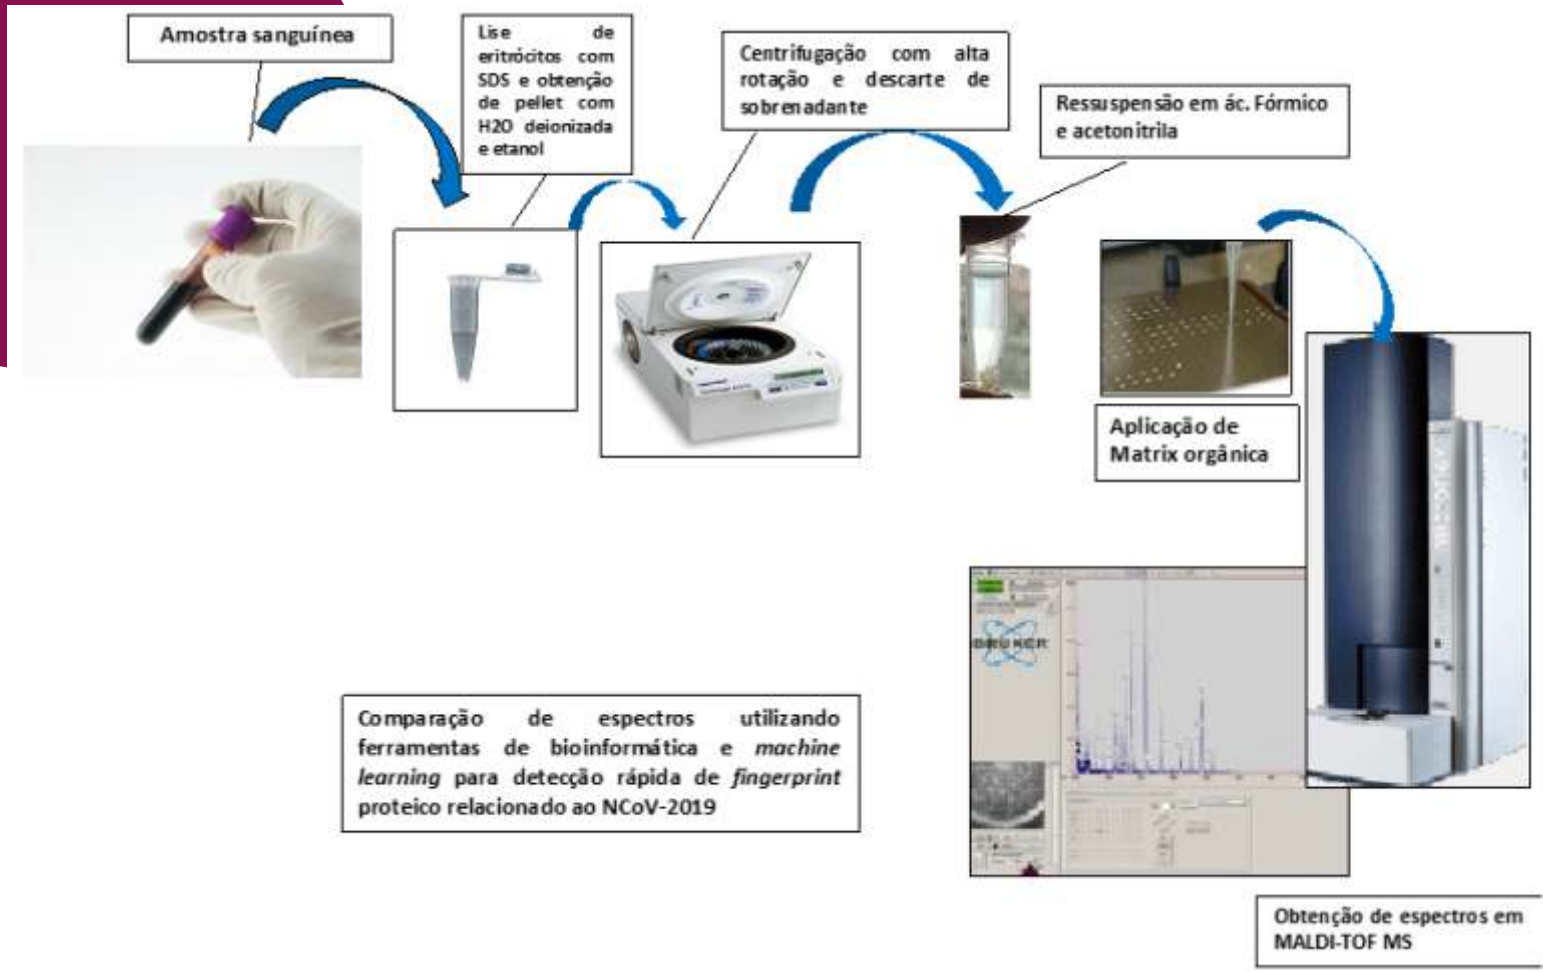 Amostra sanguínea
Lise de
eritrócitos com
SDS e obtenção
de pellet com
H2O deionizada
e etanol
Centrifugação com alta
rotação e descarte de
sobrenadante
Ressuspensão em ác. Fórmico
e acetonitrila
Aplicação de
Matrix orgânica
BRUKER
Comparação de espectros utilizando
ferramentas de bioinformática e machine
learning para detecção rápida de fingerprint
proteico relacionado ao NCoV-2019
Obtenção de espectros em
MALDI-TOF MS